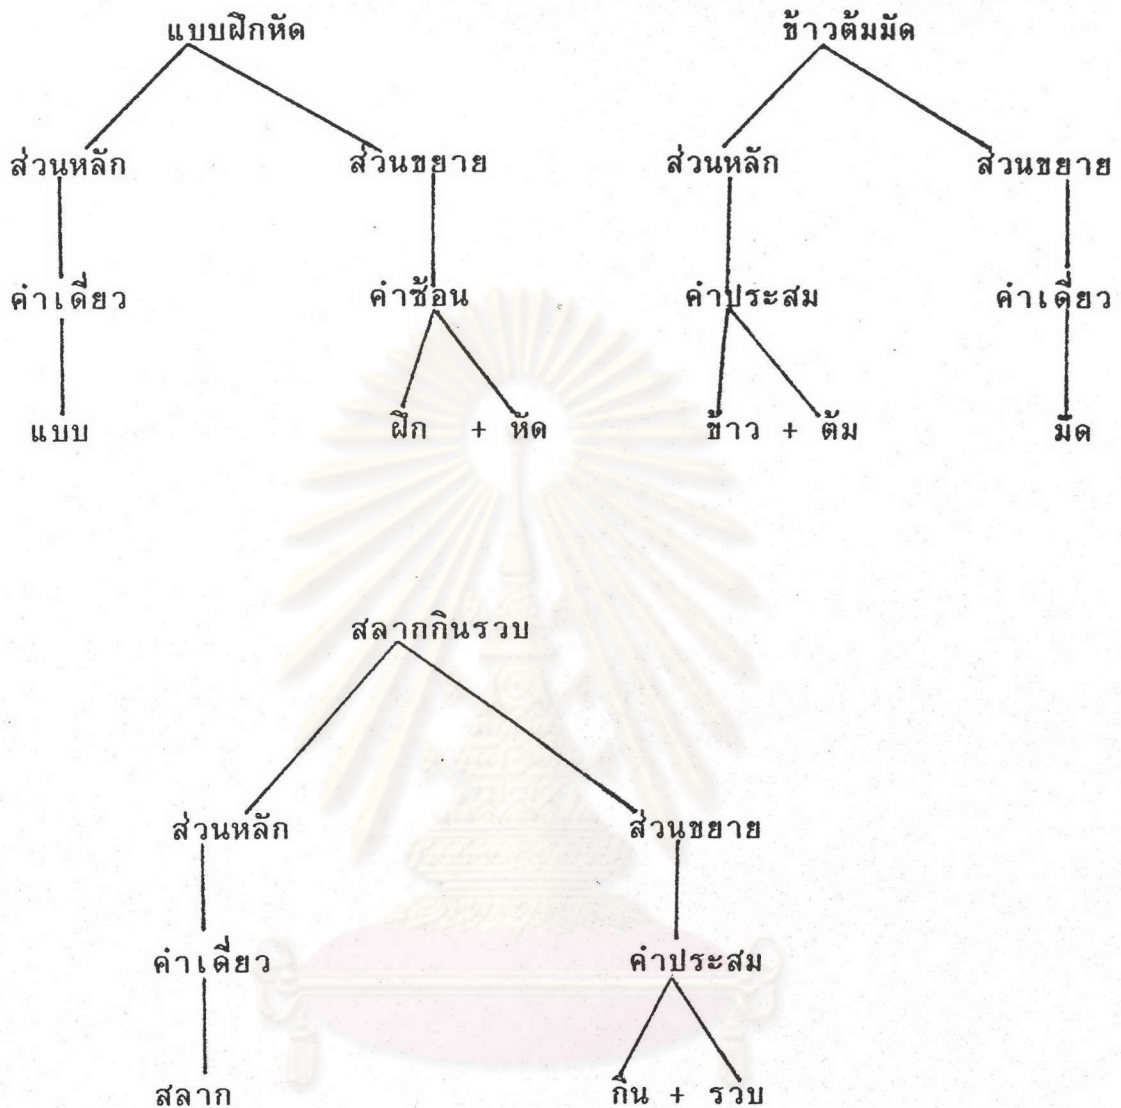 แบบฝึกหัด ข้าวต้มมัด
ส่วนหลัก ส่วนขยาย ส่วนหลัก ส่วนขยาย
คำเดี่ยว คำซ้อน คำประสม คำเดี่ยว
แบบ ฝึก + หัด ข้าว + ต้ม มัด
สลากกินรวบ
ส่วนหลัก ส่วนขยาย
คำเดี่ยว คำประสม
สลาก กิน + รวบ